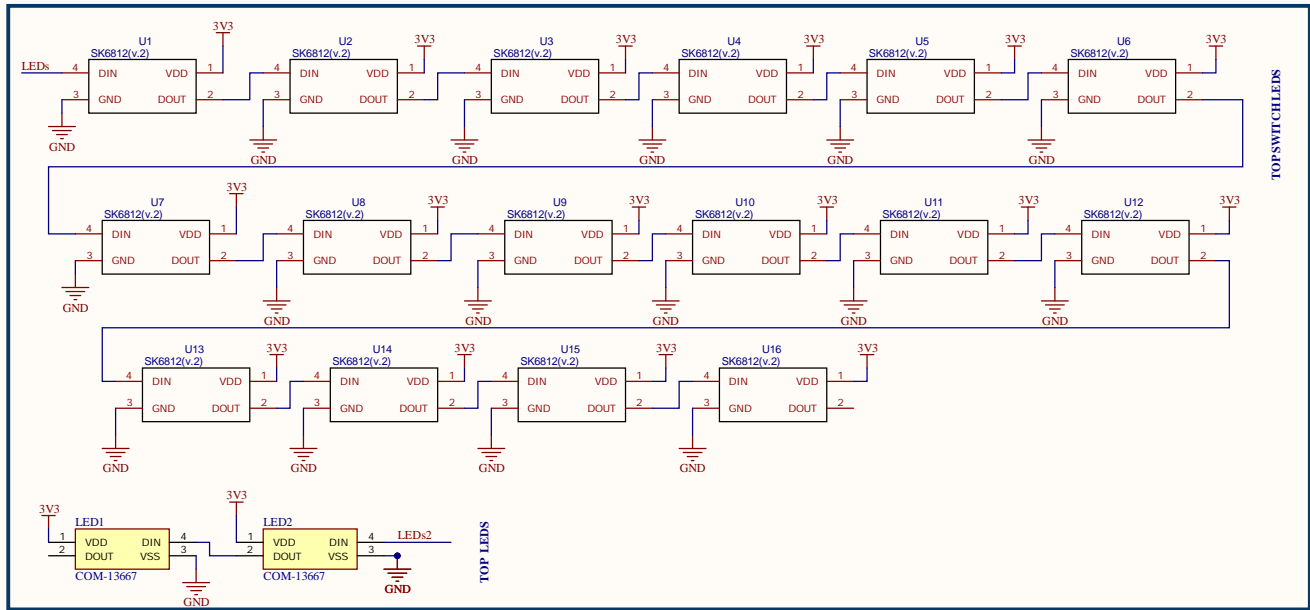 3V3 3V3 3V3 3V3 3V3 3V3
U1 U2 U3 U4 U5 U6
SK6812(v.2) SK6812(v.2) SK6812(v.2) SK6812(v.2) SK6812(v.2) SK6812(v.2)
LEDs 4 DIN VDD 1 4 DIN VDD 1 4 DIN VDD 1 4 DIN VDD 1 4 DIN VDD 1 4 DIN VDD 1
3 GND DOUT 2 3 GND DOUT 2 3 GND DOUT 2 3 GND DOUT 2 3 GND DOUT 2 3 GND DOUT 2
GND GND GND GND GND GND
TOP SWITCH LEDS
3V3 3V3 3V3 3V3 3V3 3V3
U7 U8 U9 U10 U11 U12
SK6812(v.2) SK6812(v.2) SK6812(v.2) SK6812(v.2) SK6812(v.2) SK6812(v.2)
4 DIN VDD 1 4 DIN VDD 1 4 DIN VDD 1 4 DIN VDD 1 4 DIN VDD 1 4 DIN VDD 1
3 GND DOUT 2 3 GND DOUT 2 3 GND DOUT 2 3 GND DOUT 2 3 GND DOUT 2 3 GND DOUT 2
GND GND GND GND GND GND
3V3 3V3 3V3 3V3
U13 U14 U15 U16
SK6812(v.2) SK6812(v.2) SK6812(v.2) SK6812(v.2)
4 DIN VDD 1 4 DIN VDD 1 4 DIN VDD 1 4 DIN VDD 1
3 GND DOUT 2 3 GND DOUT 2 3 GND DOUT 2 3 GND DOUT 2
GND GND GND GND
3V3 3V3
LED1 LED2
1 VDD DIN 4 1 VDD DIN 4 LEDs2
2 DOUT VSS 3 2 DOUT VSS 3
COM-13667 COM-13667
GND GND
TOP LEDS